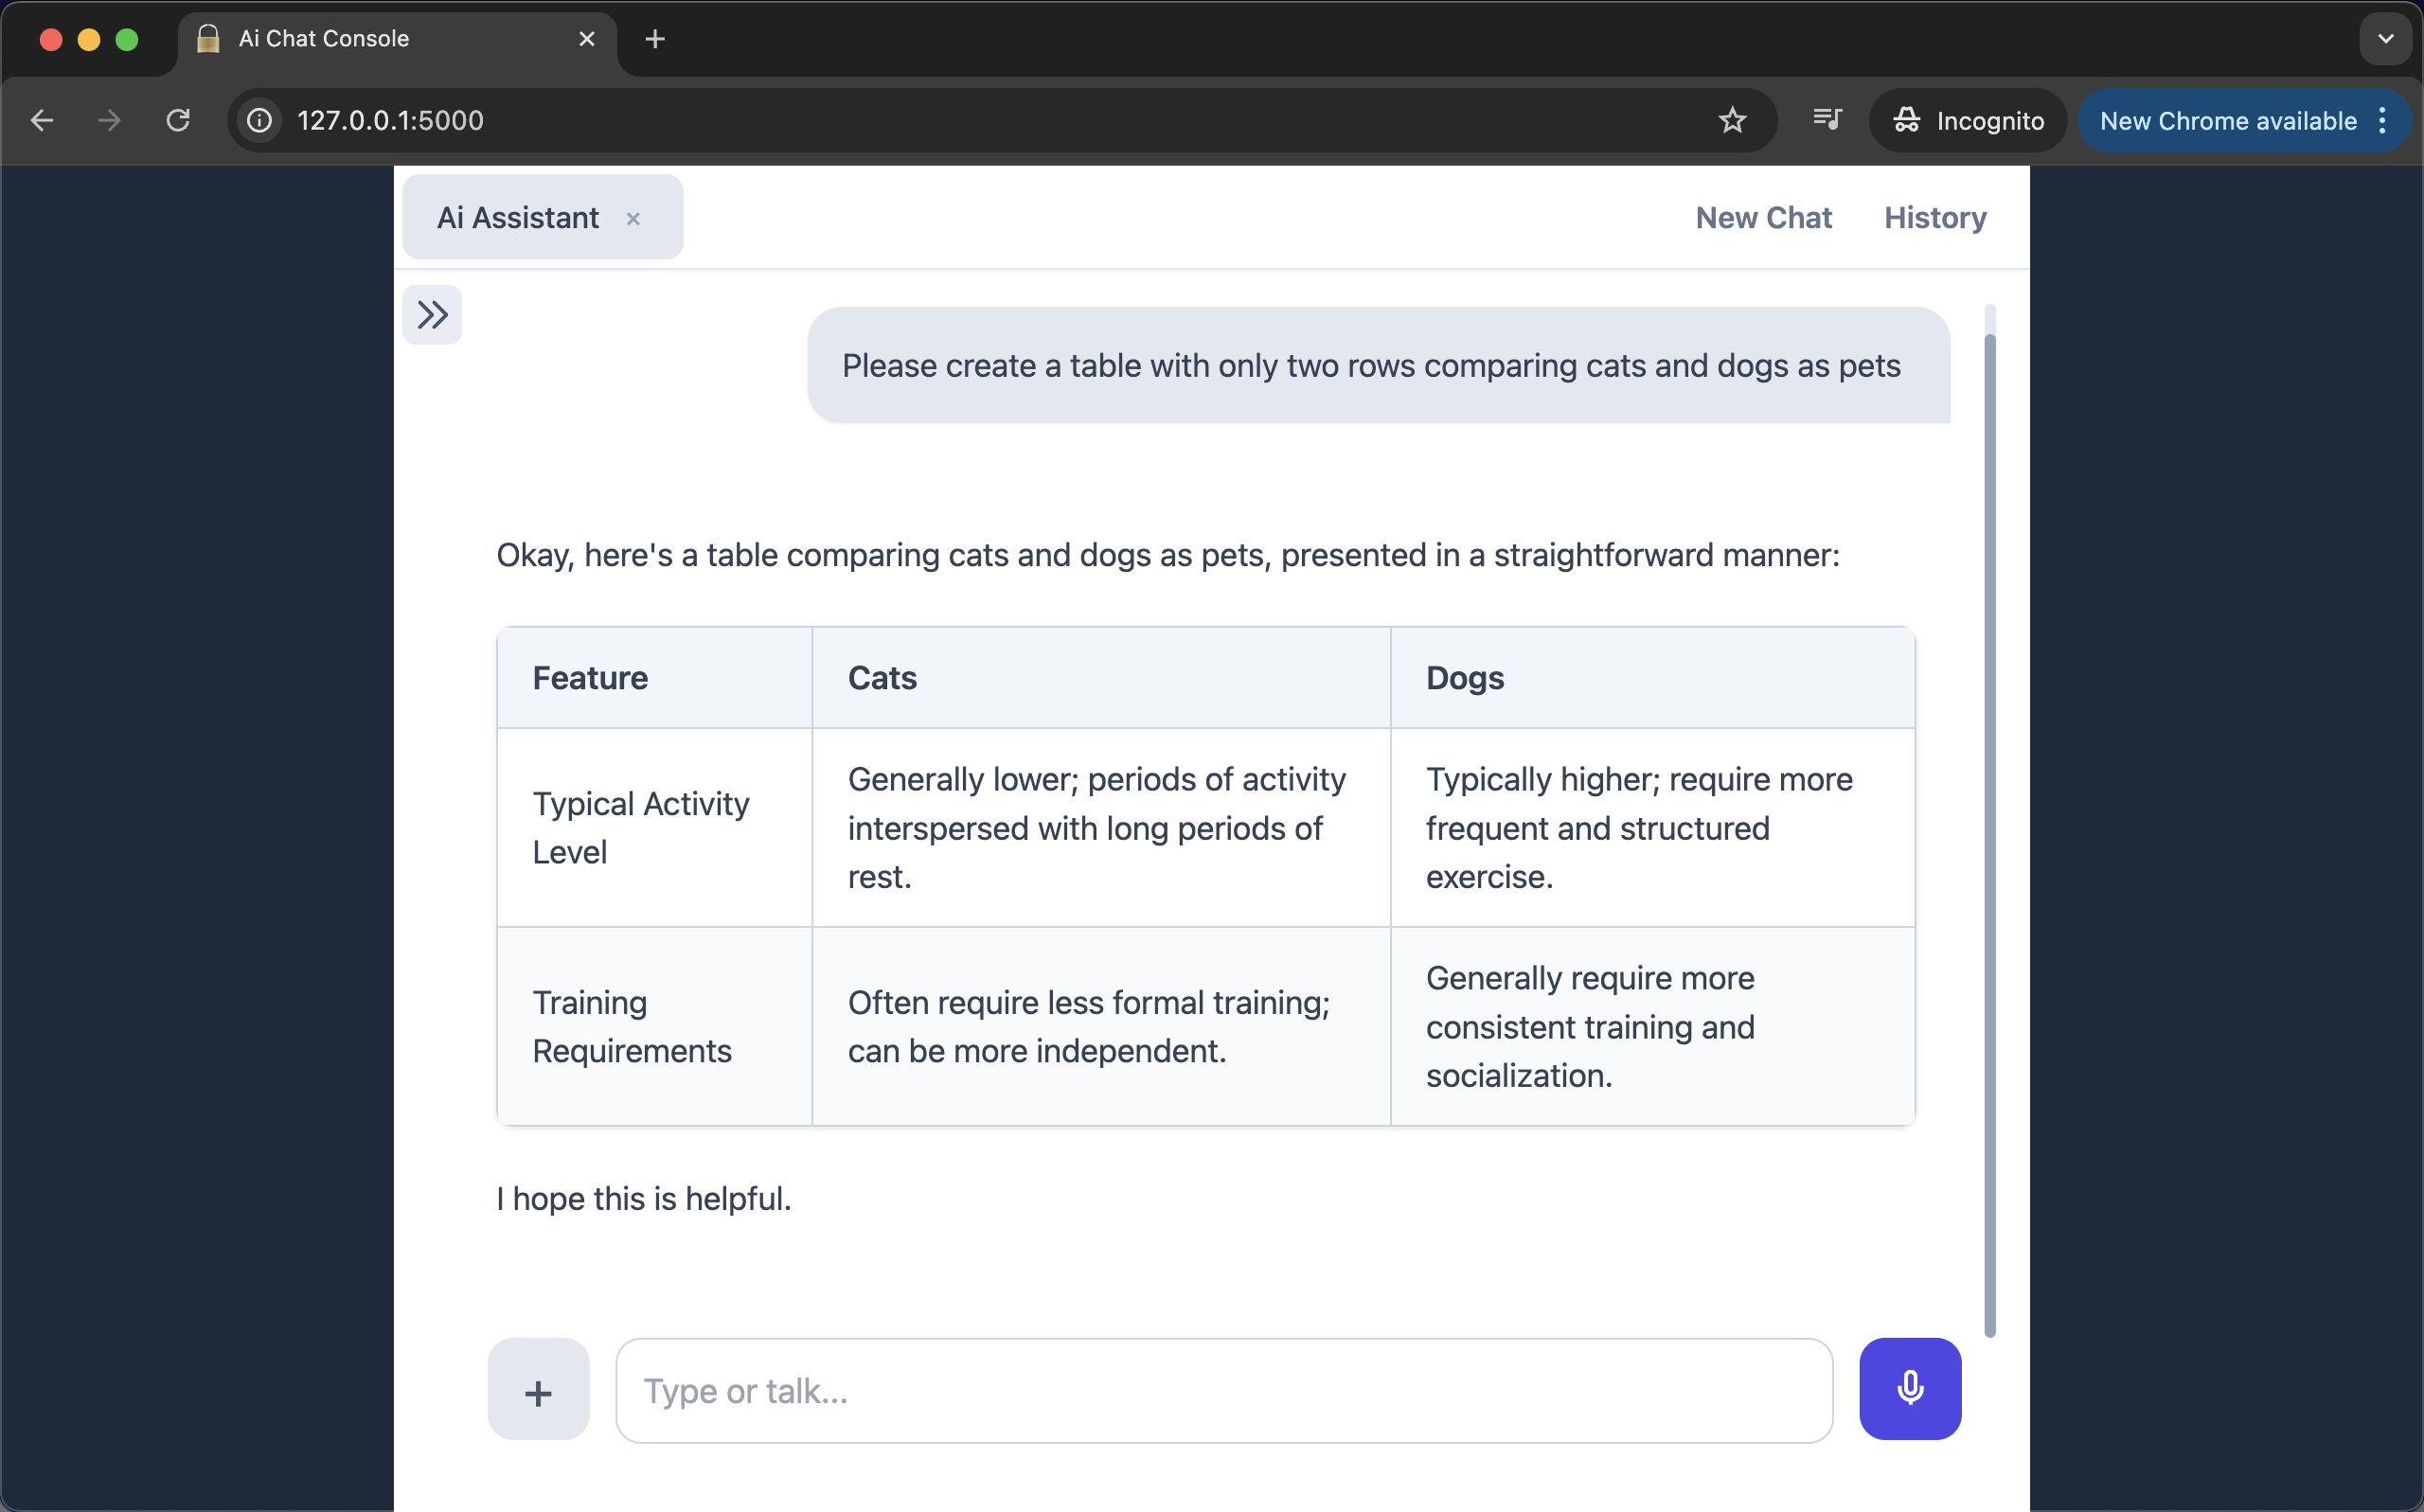 Ai Chat Console
127.0.0.1:5000
Incognito
New Chrome available
Ai Assistant ×
New Chat
History
Please create a table with only two rows comparing cats and dogs as pets
Okay, here's a table comparing cats and dogs as pets, presented in a straightforward manner:
Feature
Cats
Dogs
Typical Activity
Level
Generally lower; periods of activity
interspersed with long periods of
rest.
Typically higher; require more
frequent and structured
exercise.
Training
Requirements
Often require less formal training;
can be more independent.
Generally require more
consistent training and
socialization.
I hope this is helpful.
+
Type or talk...